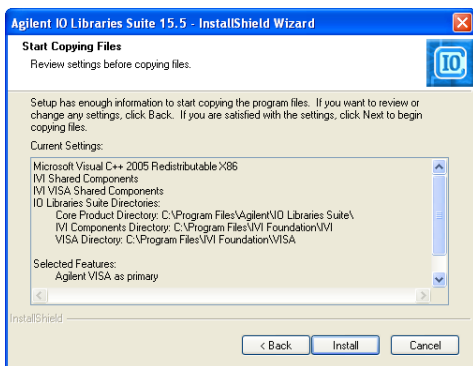 Agilent IO Libraries Suite 15.5 - InstallShield Wizard
Start Copying Files
Review settings before copying files.
IO
Setup has enough information to start copying the program files. If you want to review or
change any settings, click Back. If you are satisfied with the settings, click Next to begin
copying files.
Current Settings:
Microsoft Visual C++ 2005 Redistributable X86
IVI Shared Components
IVI VISA Shared Components
IO Libraries Suite Directories:
Core Product Directory: C:\Program Files\Agilent\IO Libraries Suite\
IVI Components Directory: C:\Program Files\IVI Foundation\IVI
VISA Directory: C:\Program Files\IVI Foundation\VISA
Selected Features:
Agilent VISA as primary
InstallShield
< Back
Install
Cancel